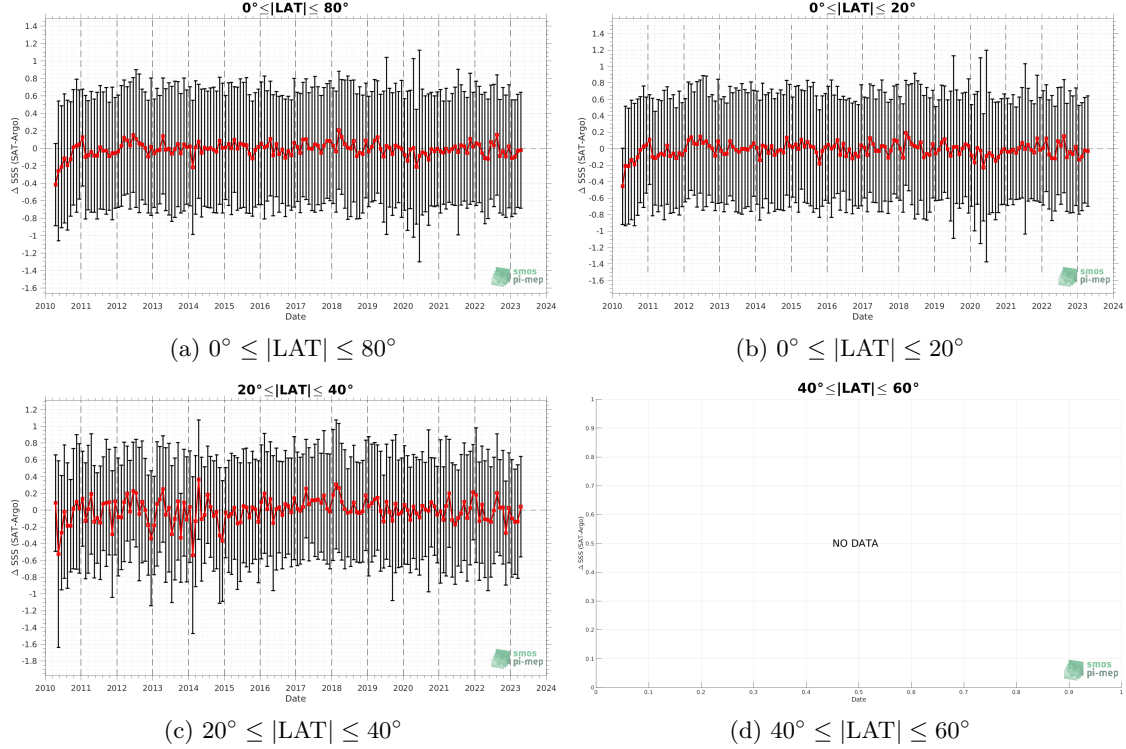 0°≤|LAT|≤ 80°
1.4
1.2
1
0.8
0.6
0.4
0.2
0
-0.2
-0.4
-0.6
-0.8
-1
-1.2
-1.4
-1.6
Δ SSS (SAT-Argo)
2010 2011 2012 2013 2014 2015 2016 2017 2018 2019 2020 2021 2022 2023 2024
Date
smos
pi-mep
(a) 0° ≤ |LAT| ≤ 80°
0°≤|LAT|≤ 20°
1.4
1.2
1
0.8
0.6
0.4
0.2
0
-0.2
-0.4
-0.6
-0.8
-1
-1.2
-1.4
-1.6
Δ SSS (SAT-Argo)
2010 2011 2012 2013 2014 2015 2016 2017 2018 2019 2020 2021 2022 2023 2024
Date
smos
pi-mep
(b) 0° ≤ |LAT| ≤ 20°
20°≤|LAT|≤ 40°
1.2
1
0.8
0.6
0.4
0.2
0
-0.2
-0.4
-0.6
-0.8
-1
-1.2
-1.4
-1.6
-1.8
Δ SSS (SAT-Argo)
2010 2011 2012 2013 2014 2015 2016 2017 2018 2019 2020 2021 2022 2023 2024
Date
smos
pi-mep
(c) 20° ≤ |LAT| ≤ 40°
40°≤|LAT|≤ 60°
1
0.9
0.8
0.7
0.6
0.5
0.4
0.3
0.2
0.1
0
Δ SSS (SAT-Argo)
NO DATA
0 0.1 0.2 0.3 0.4 0.5 0.6 0.7 0.8 0.9 1
Date
smos
pi-mep
(d) 40° ≤ |LAT| ≤ 60°